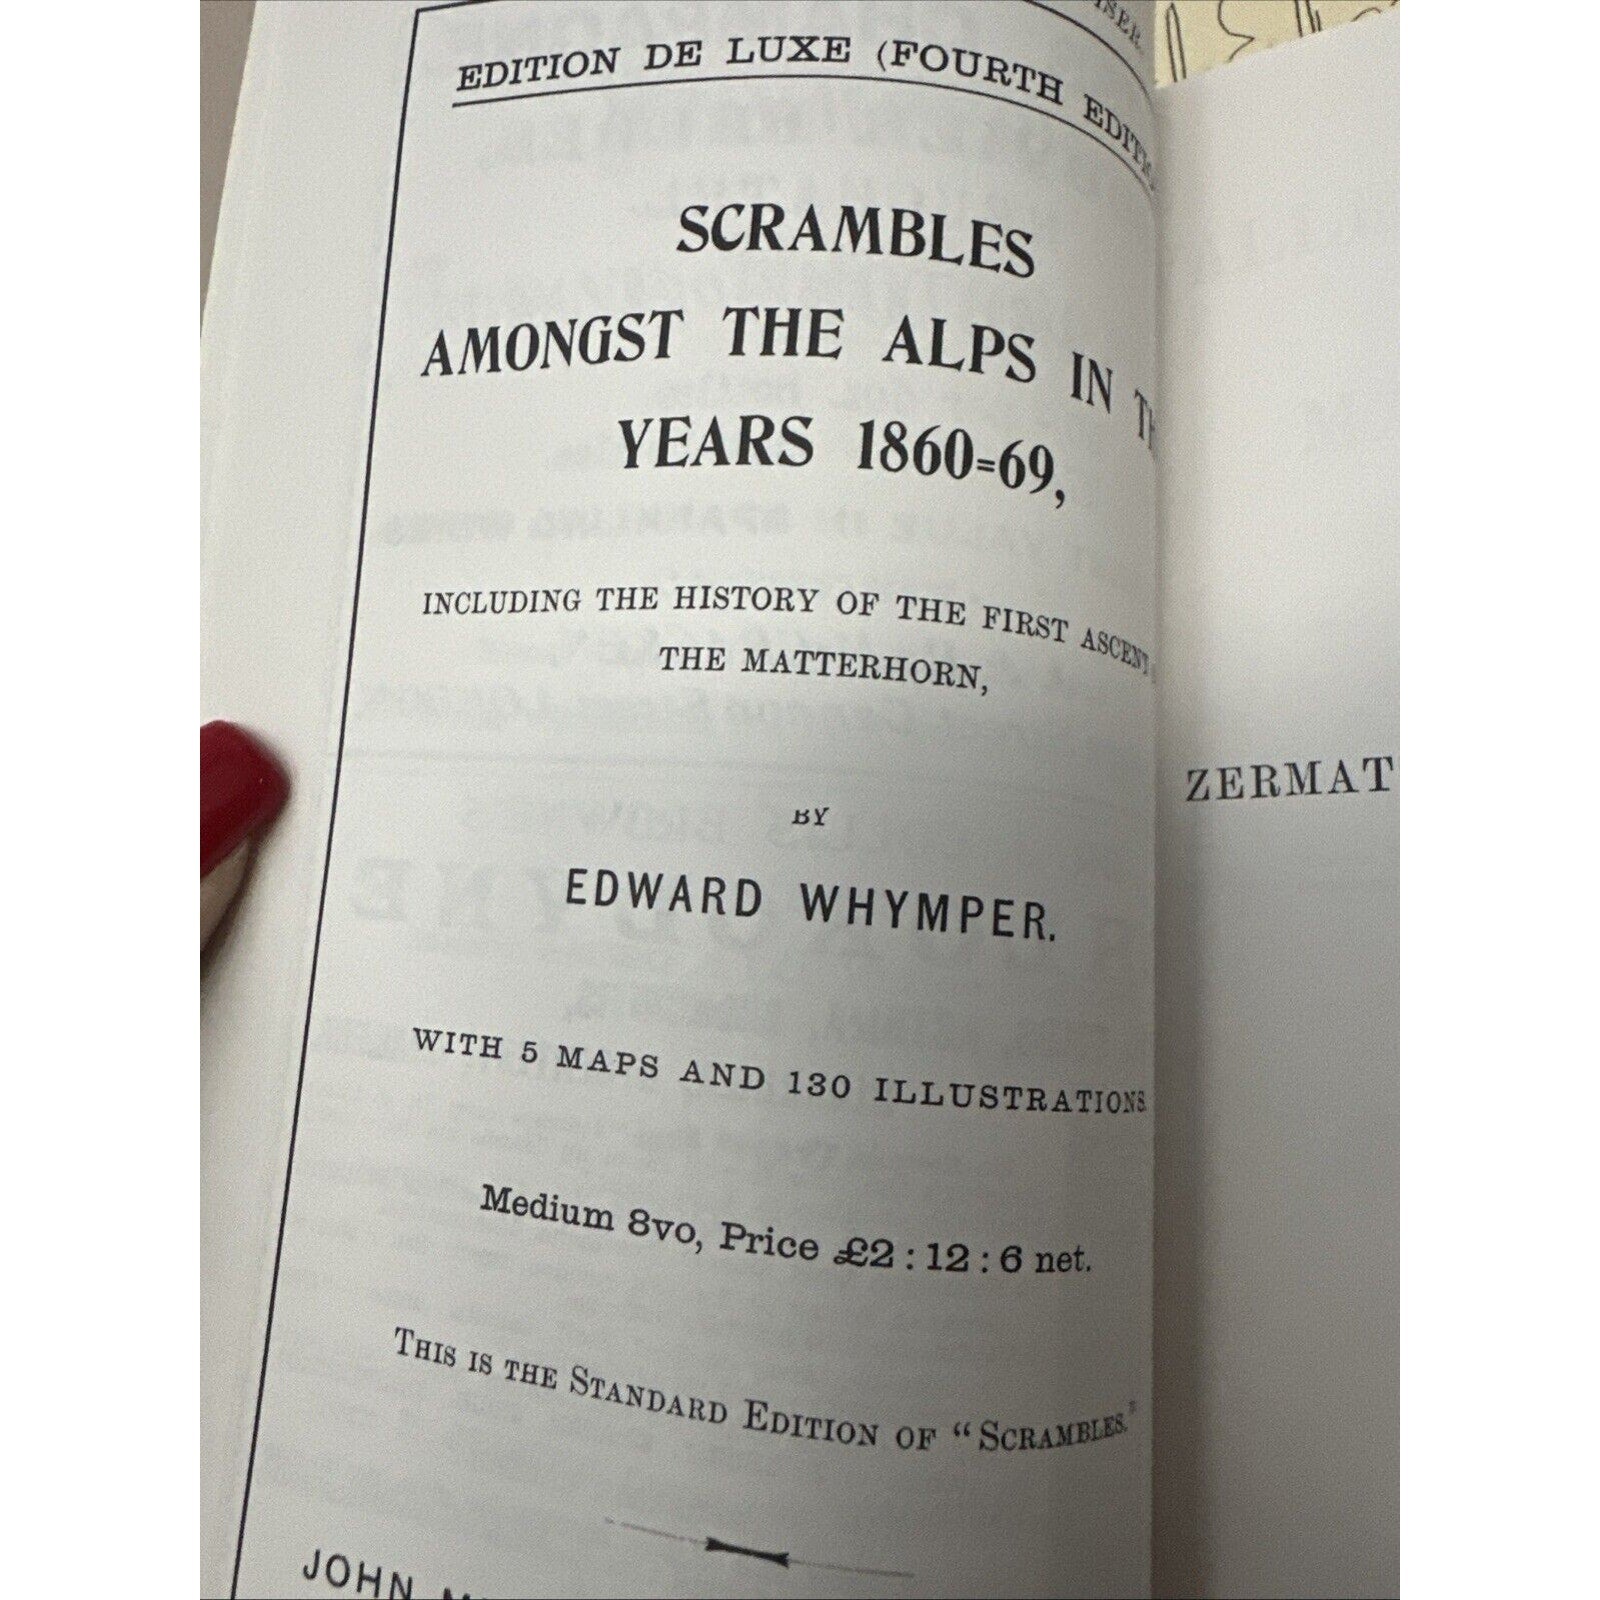 EDITION DE LUXE (FOURTH
SCRAMBLES
AMONGST THE ALPS IN
YEARS 1860=69,
INCLUDING THE HISTORY OF THE FIRST ASCENT
THE MATTERHORN,
BY
EDWARD WHYMPER.
WITH 5 MAPS AND 130 ILLUSTRATIONS.
Medium 8vo, Price £2 : 12 : 6 net.
THIS IS THE STANDARD EDITION OF "SCRAMBLES."
JOHN
ZERMAT